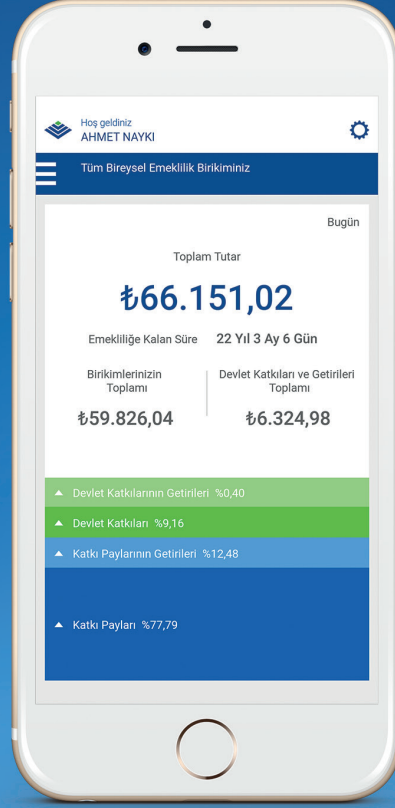 Hoş geldiniz
AHMET NAYKI
Tüm Bireysel Emeklilik Birikiminiz
Bugün
Toplam Tutar
₺66.151,02
Emekliliğe Kalan Süre 22 Yıl 3 Ay 6 Gün
Birikimlerinizin
Toplamı
₺59.826,04
Devlet Katkıları ve Getirileri
Toplamı
₺6.324,98
Devlet Katkılarının Getirileri %0,40
Devlet Katkıları %9,16
Katkı Paylarının Getirileri %12,48
Katkı Payları %77,79